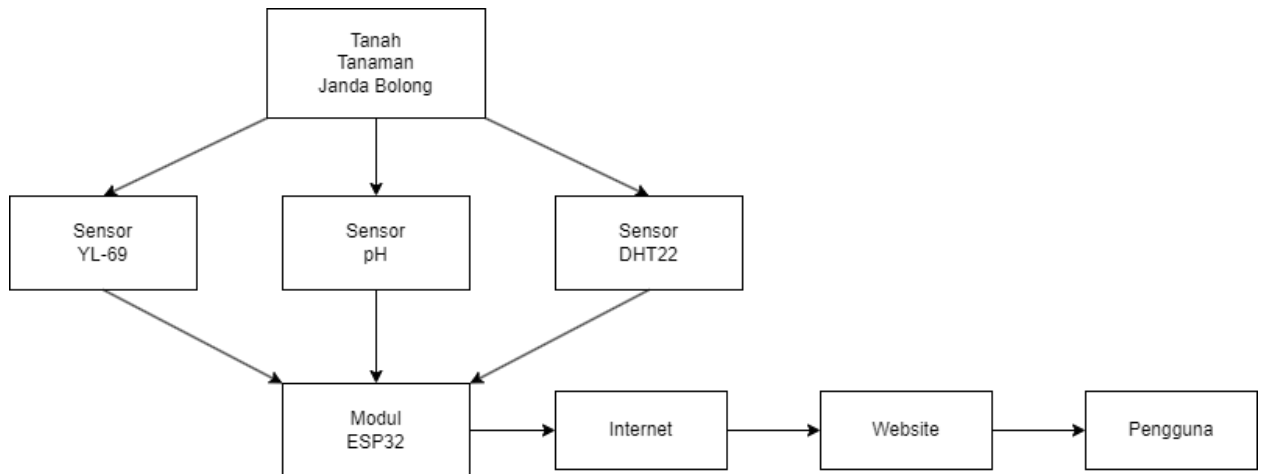 Tanah
Tanaman
Janda Bolong
Sensor
YL-69
Sensor
pH
Sensor
DHT22
Modul
ESP32
Internet
Website
Pengguna